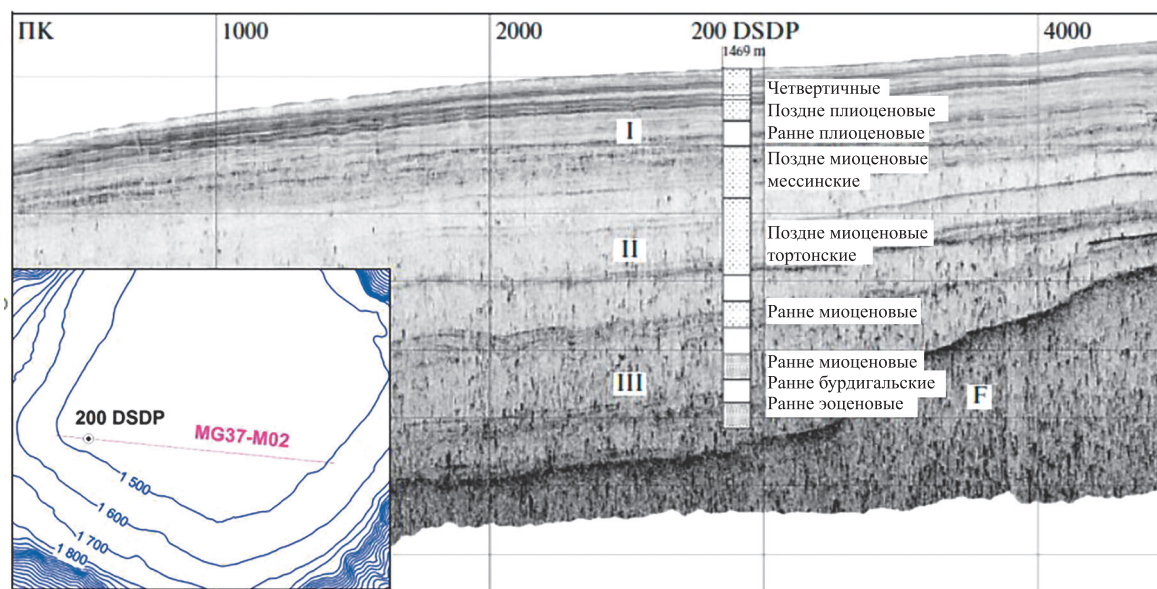 ПК 1000 2000 200 DSDP 4000
1469 m
Четвертичные
Поздне плиоценовые
I
Ранне плиоценовые
Поздне миоценовые
мессинские
II
Поздне миоценовые
тортонские
Ранне миоценовые
III
Ранне миоценовые
Ранне бурдигальские
Ранне эоценовые
F
200 DSDP
MG37-M02
1 500
1 600
1 700
1 800